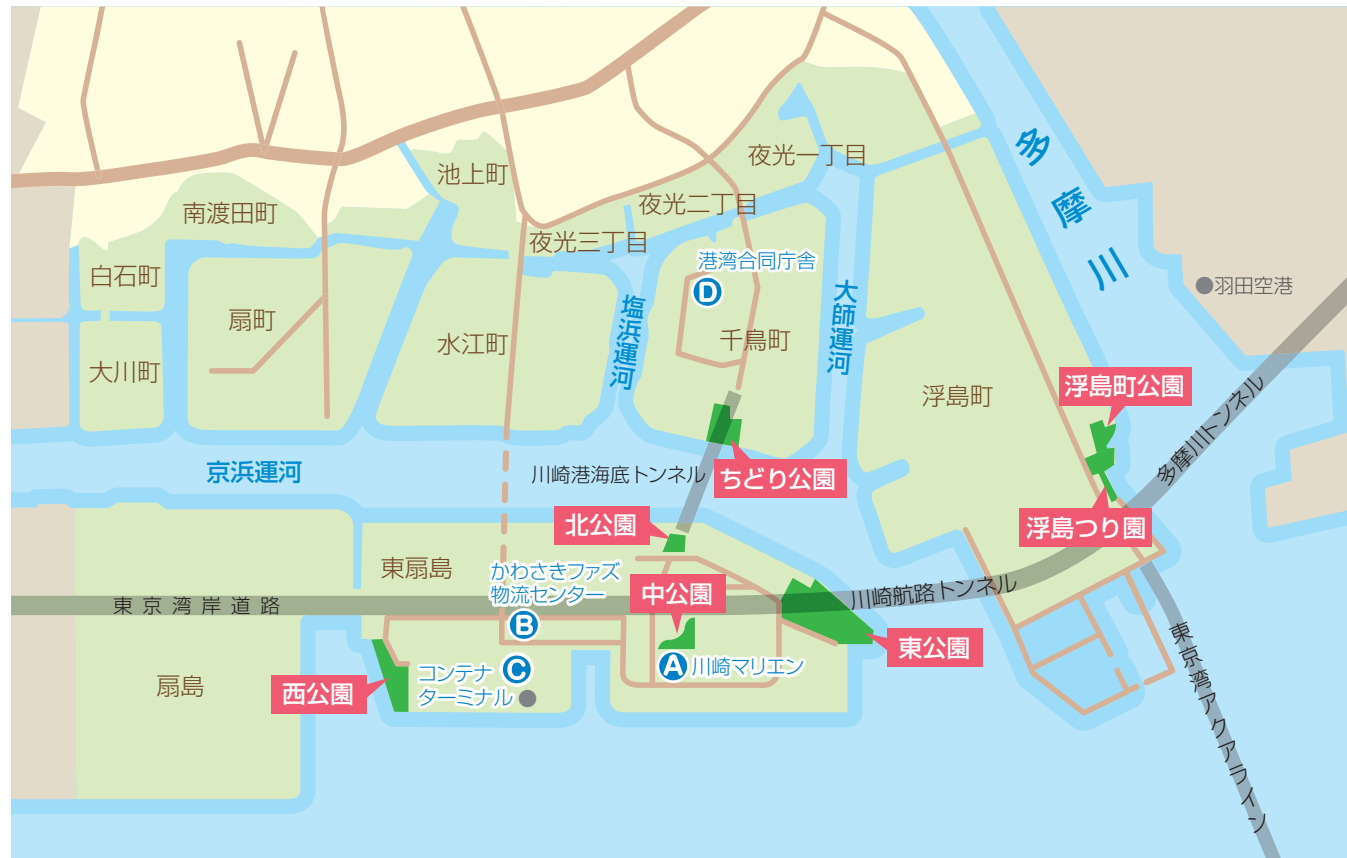 夜光一丁目
多摩川
池上町
夜光二丁目
南渡田町
夜光三丁目
港湾合同庁舎
D
白石町
羽田空港
塩浜運河
大師運河
扇町
水江町
千鳥町
大川町
浮島町公園
浮島町
多摩川トンネル
京浜運河
川崎港海底トンネル
ちどり公園
北公園
浮島つり園
東扇島
かわさきファズ
物流センター
中公園
川崎航路トンネル
東京湾岸道路
B
東公園
東京湾アクアライン
コンテナ
ターミナル
C
A
川崎マリエン
扇島
西公園